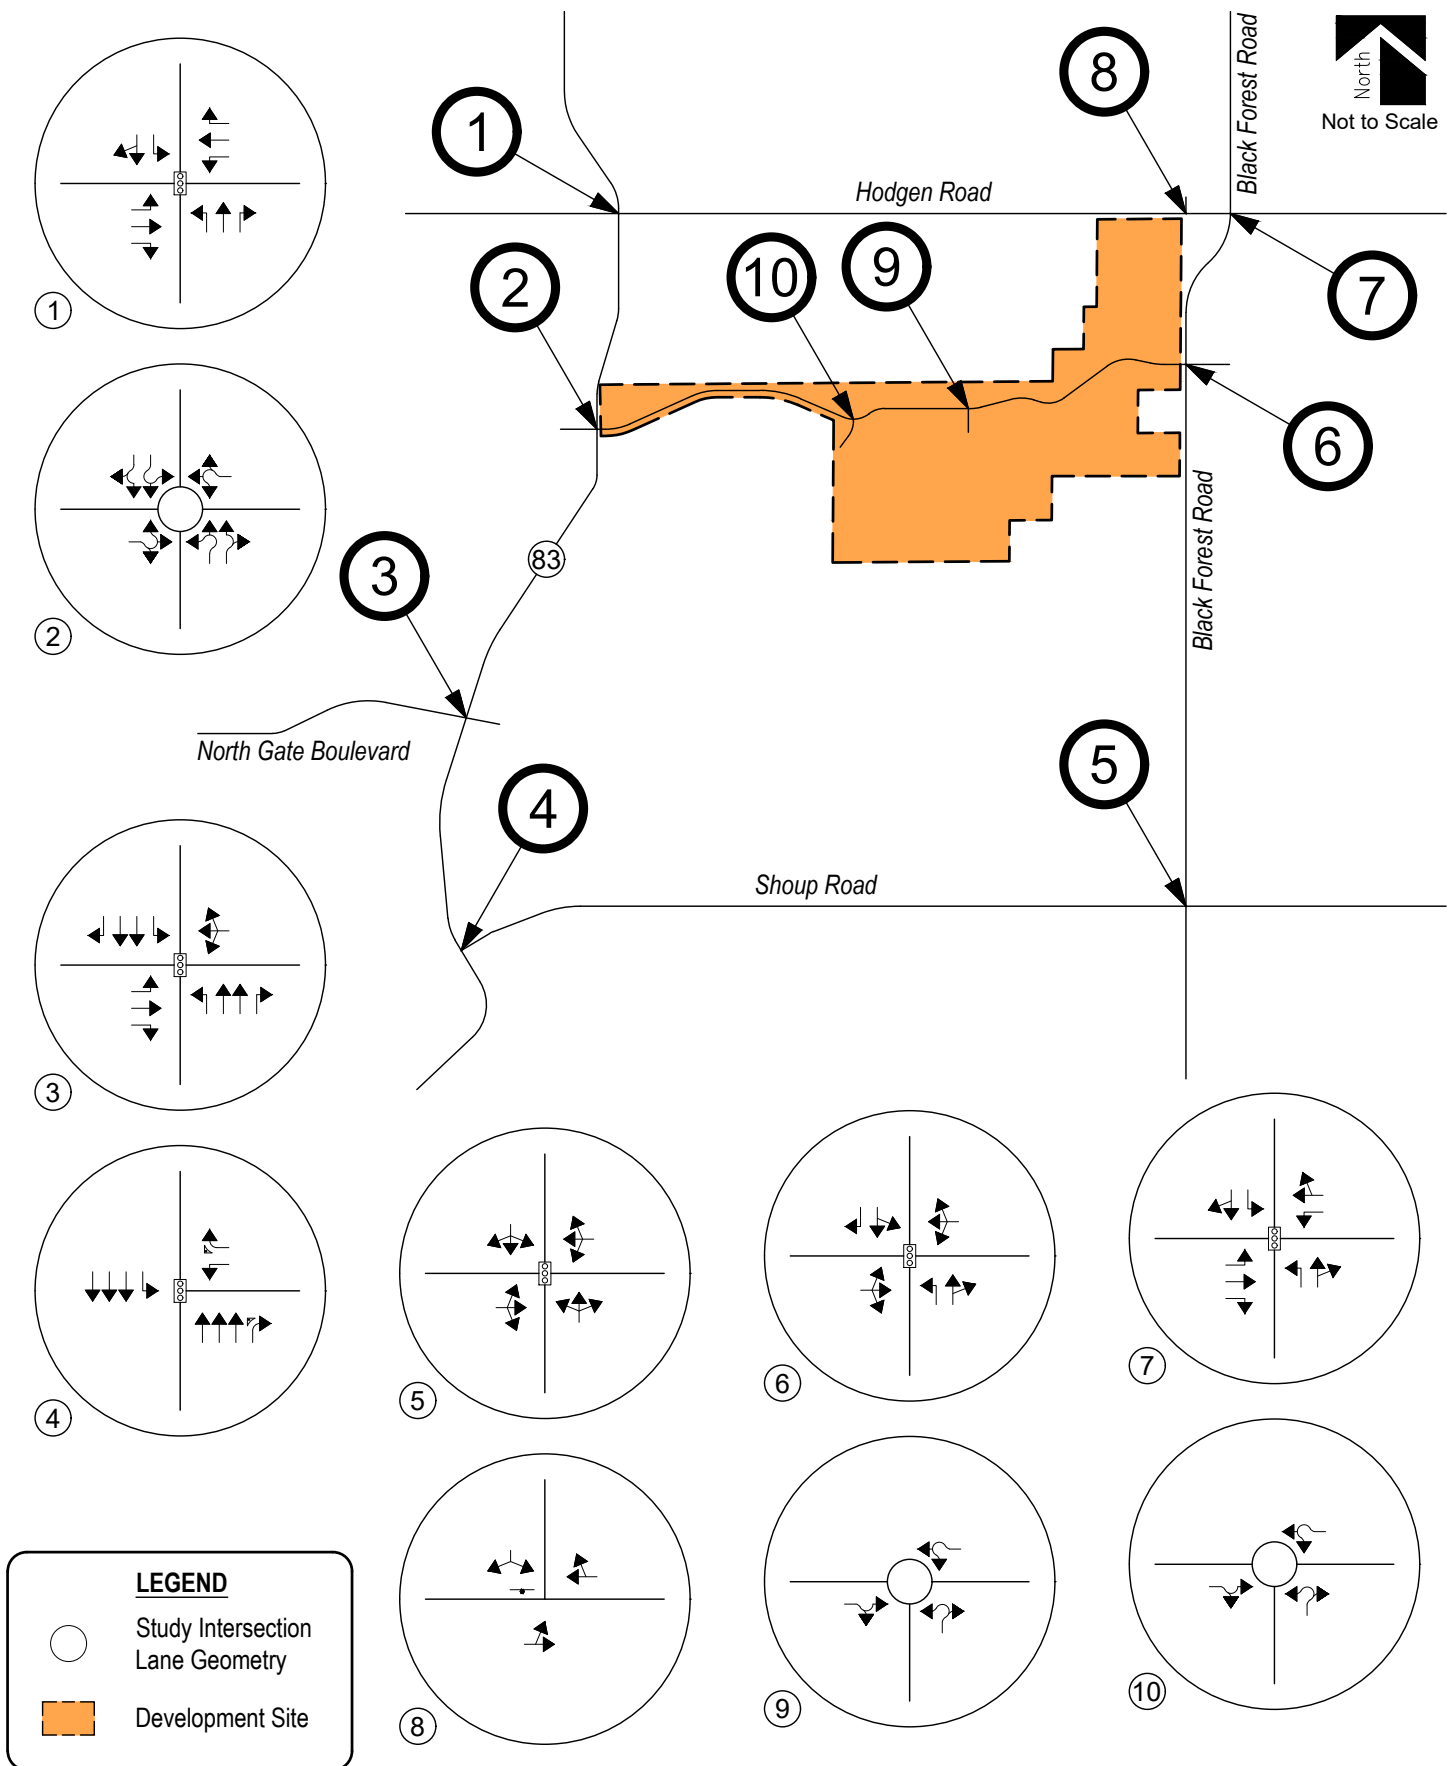 Black Forest Road
North
Not to Scale
8
1
Hodgen Road
1
2
10
9
7
2
6
83
3
Black Forest Road
North Gate Boulevard
5
4
Shoup Road
3
4
5
6
7
LEGEND
Study Intersection
Lane Geometry
Development Site
8
9
10